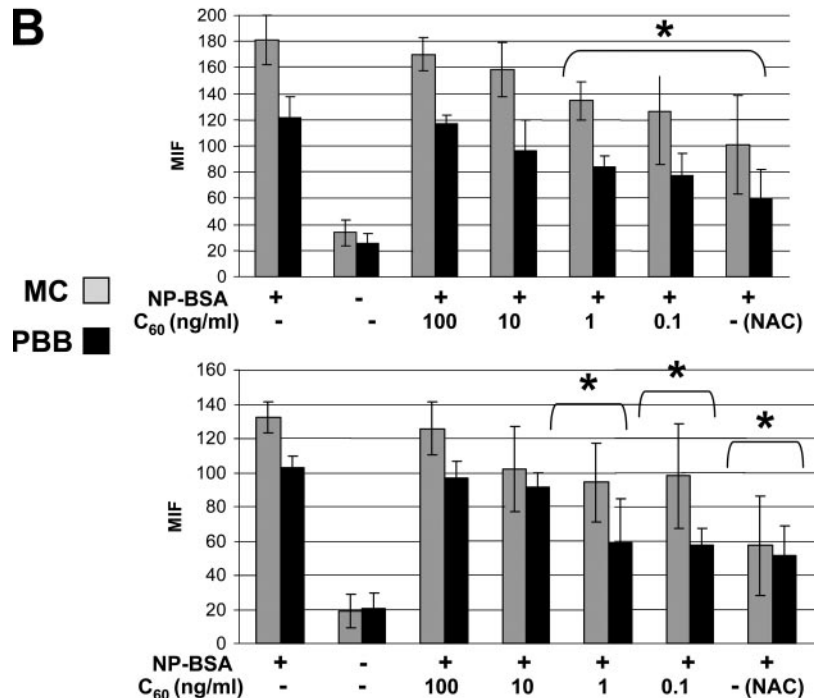 B
200
180
160
140
120
100
80
60
40
20
0
MIF
*
NP-BSA + - + + + + +
C60 (ng/ml) - - 100 10 1 0.1 - (NAC)
MC
PBB
160
140
120
100
80
60
40
20
0
MIF
* * *
NP-BSA + - + + + + +
C60 (ng/ml) - - 100 10 1 0.1 - (NAC)